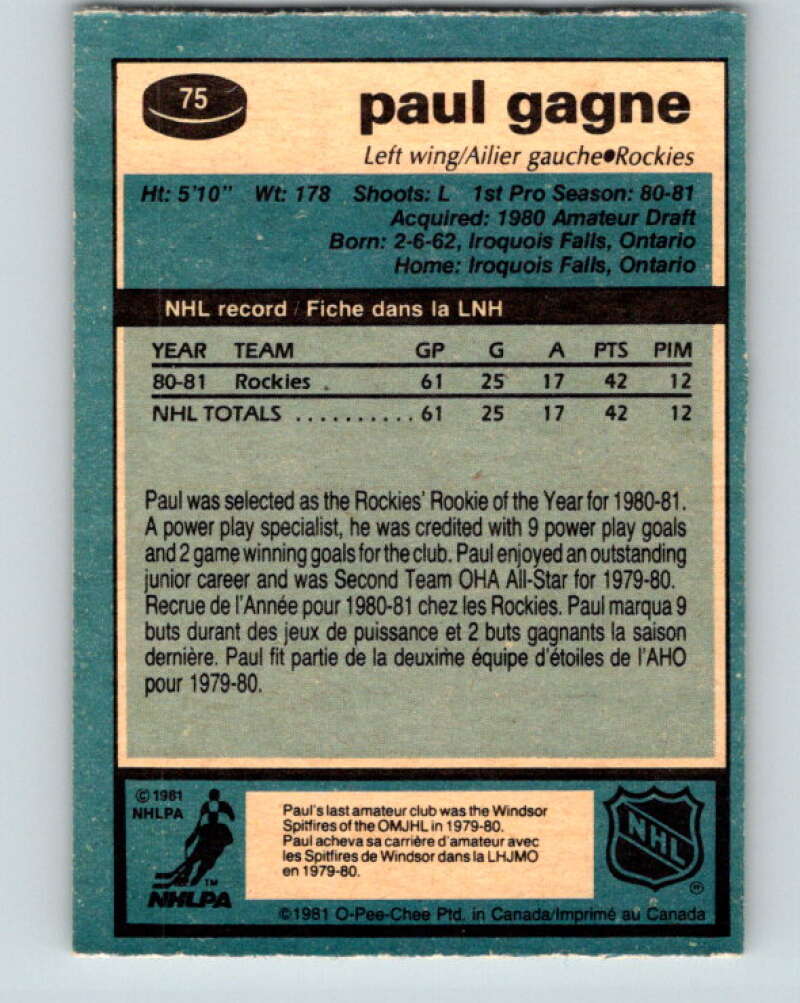 75
paul gagne
Left wing/Ailier gauche●Rockies
Ht: 5'10" Wt: 178 Shoots: L 1st Pro Season: 80-81
Acquired: 1980 Amateur Draft
Born: 2-6-62, Iroquois Falls, Ontario
Home: Iroquois Falls, Ontario
NHL record / Fiche dans la LNH
YEAR TEAM GP G A PTS PIM
80-81 Rockies 61 25 17 42 12
NHL TOTALS .......... 61 25 17 42 12
Paul was selected as the Rockies' Rookie of the Year for 1980-81.
A power play specialist, he was credited with 9 power play goals
and 2 game winning goals for the club. Paul enjoyed an outstanding
junior career and was Second Team OHA All-Star for 1979-80.
Recrue de l'Année pour 1980-81 chez les Rockies. Paul marqua 9
buts durant des jeux de puissance et 2 buts gagnants la saison
dernière. Paul fit partie de la deuxime équipe d'étoiles de l'AHO
pour 1979-80.
© 1981
NHLPA
TM
NHLPA
Paul's last amateur club was the Windsor
Spitfires of the OMJHL in 1979-80.
Paul acheva sa carrière d'amateur avec
les Spitfires de Windsor dans la LHJMO
en 1979-80.
NHL
®
©1981 O-Pee-Chee Ptd. in Canada/Imprimé au Canada